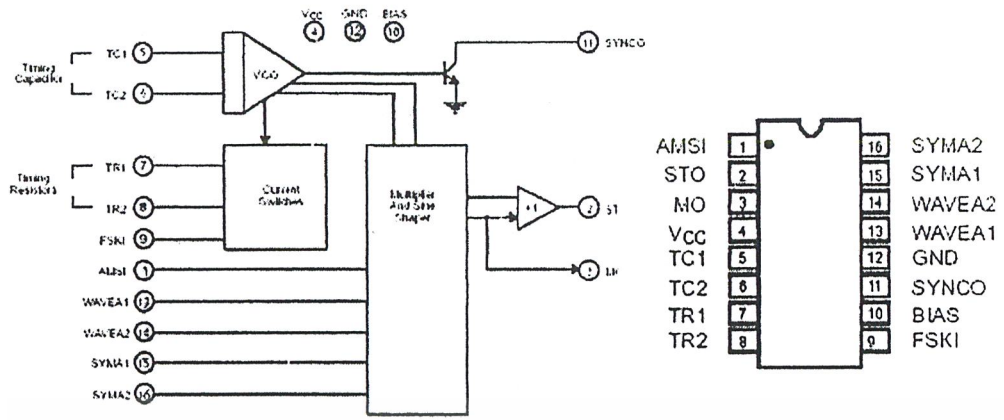 VCC GND BIAS
4 12 10
Timing
Capacitor
TC1 5
TC2 6
VCO
11 SYNCO
Timing
Resistors
TR1 7
TR2 8
FSKI 9
Current
Switches
Multiplier
And Sine
Shaper
+1
2 ST
3 MO
AMSI 1
WAVEA1 13
WAVEA2 14
SYMA1 15
SYMA2 16
AMSI 1 16 SYMA2
STO 2 15 SYMA1
MO 3 14 WAVEA2
VCC 4 13 WAVEA1
TC1 5 12 GND
TC2 6 11 SYNCO
TR1 7 10 BIAS
TR2 8 9 FSKI